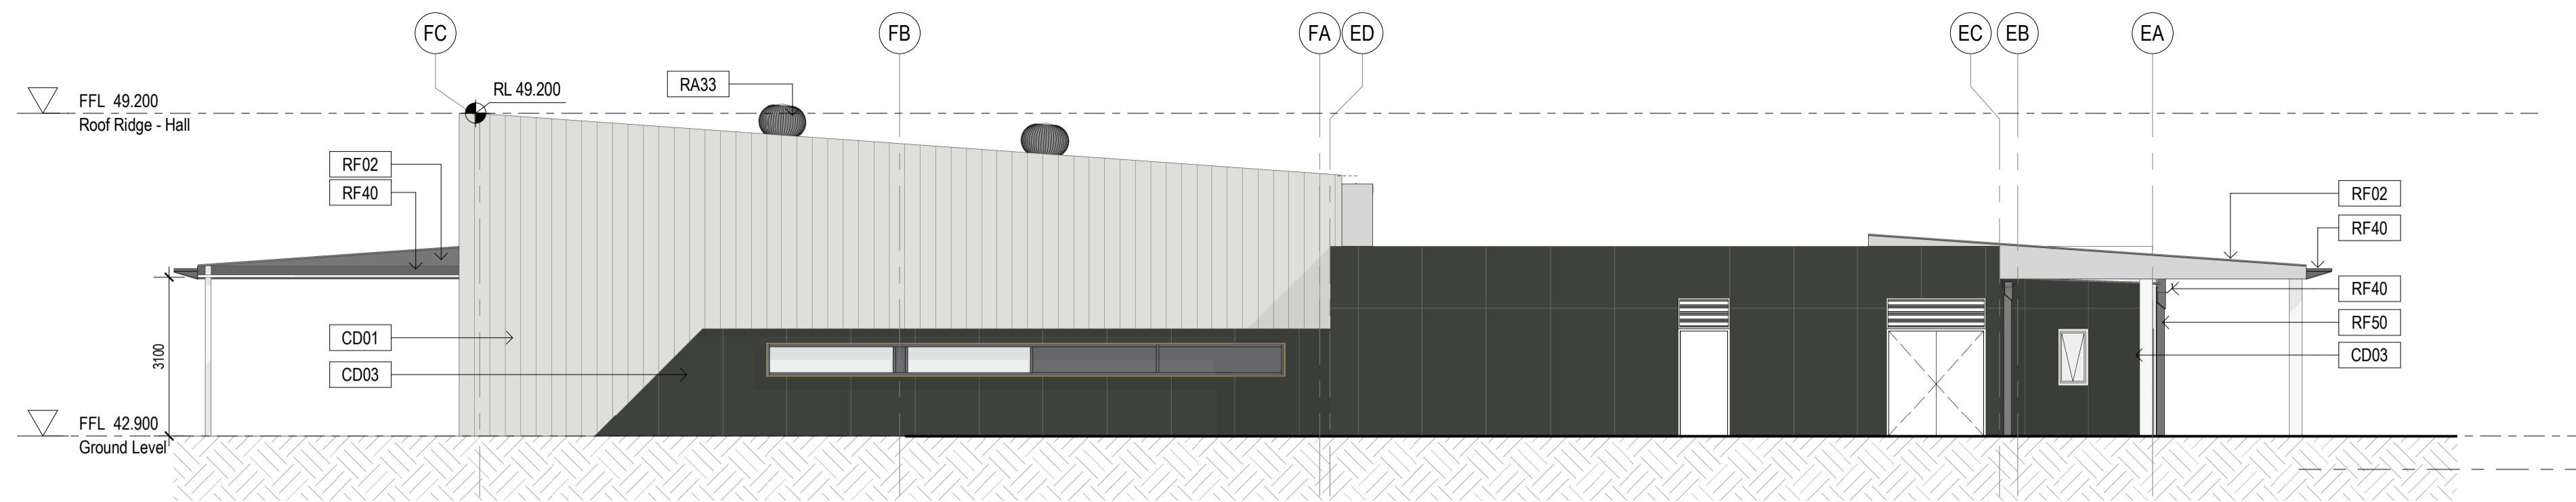 FC
FB
FA
ED
EC
EB
EA
FFL 49.200
Roof Ridge - Hall
RL 49.200
RA33
RF02
RF40
RF02
RF40
RF40
RF50
CD03
CD01
CD03
3100
FFL 42.900
Ground Level